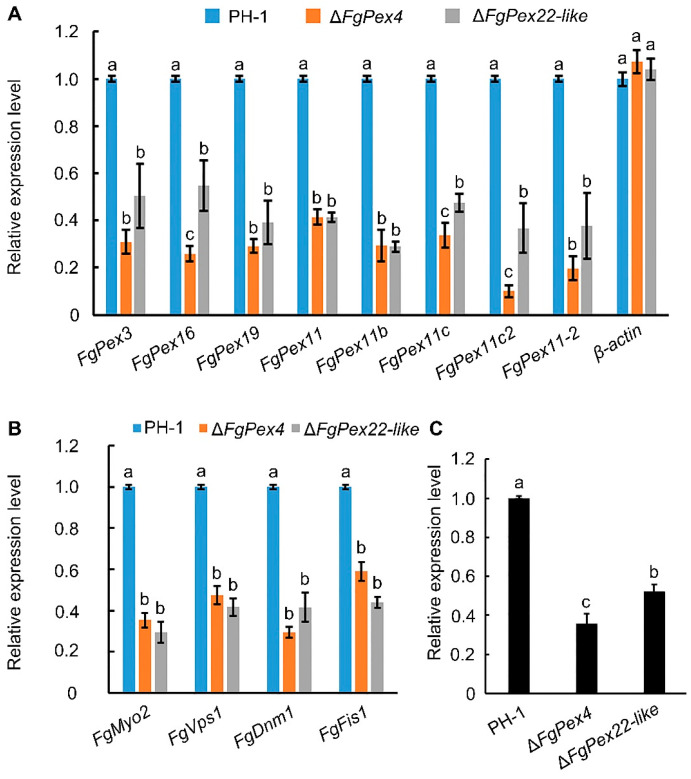 A
PH-1 ΔFgPex4 ΔFgPex22-like
Relative expression level
1.2
1.0
0.8
0.6
0.4
0.2
0
a b b
a c b
a b b
a b b
a b b
a c b
a c b
a b b
a a a
FgPex3 FgPex16 FgPex19 FgPex11 FgPex11b FgPex11c FgPex11c2 FgPex11-2 β-actin
B
PH-1 ΔFgPex4 ΔFgPex22-like
Relative expression level
1.2
1.0
0.8
0.6
0.4
0.2
0
a b b
a b b
a b b
a b b
FgMyo2 FgVps1 FgDnm1 FgFis1
C
Relative expression level
1.2
1.0
0.8
0.6
0.4
0.2
0
a c b
PH-1 ΔFgPex4 ΔFgPex22-like